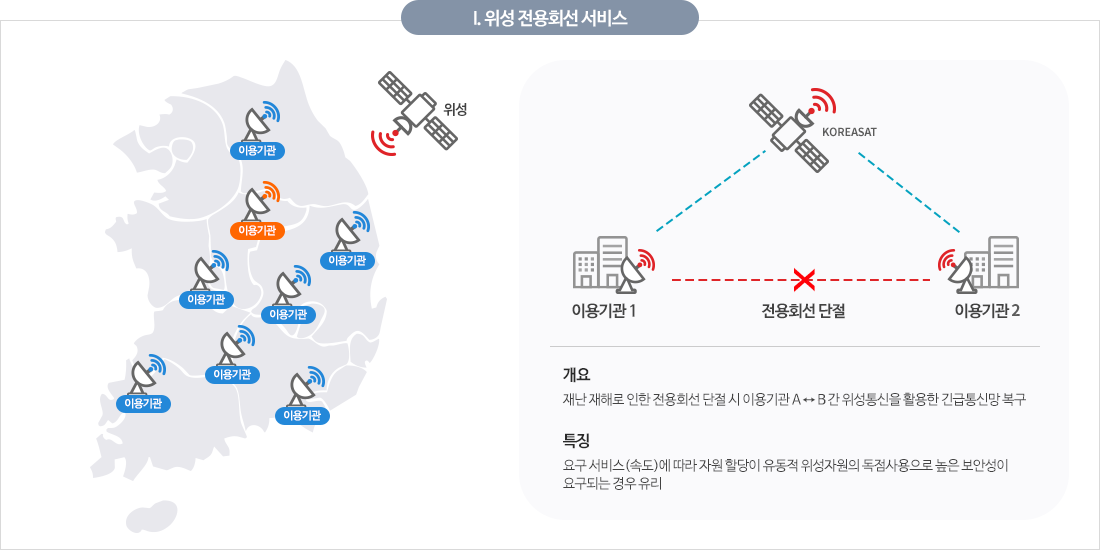 I. 위성 전용회선 서비스
위성
이용기관
이용기관
이용기관
이용기관
이용기관
이용기관
이용기관
이용기관
KOREASAT
이용기관 1
전용회선 단절
이용기관 2
개요
재난 재해로 인한 전용회선 단절 시 이용기관 A ↔ B 간 위성통신을 활용한 긴급통신망 복구
특징
요구 서비스(속도)에 따라 자원 할당이 유동적 위성자원의 독점사용으로 높은 보안성이
요구되는 경우 유리